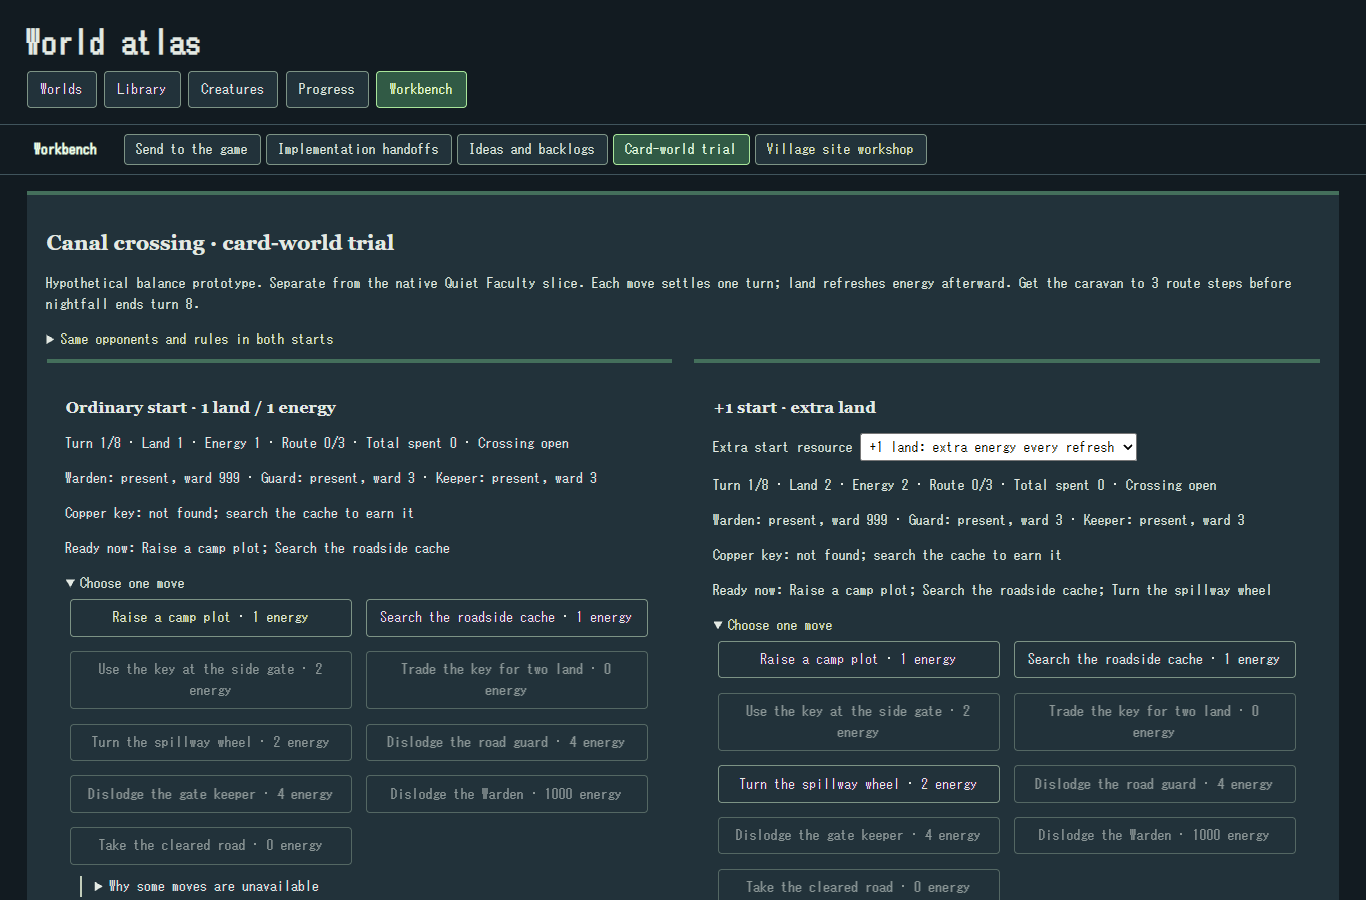 World atlas
Worlds
Library
Creatures
Progress
Workbench
Workbench
Send to the game
Implementation handoffs
Ideas and backlogs
Card-world trial
Village site workshop
Canal crossing · card-world trial
Hypothetical balance prototype. Separate from the native Quiet Faculty slice. Each move settles one turn; land refreshes energy afterward. Get the caravan to 3 route steps before
nightfall ends turn 8.
▶ Same opponents and rules in both starts
Ordinary start · 1 land / 1 energy
Turn 1/8 · Land 1 · Energy 1 · Route 0/3 · Total spent 0 · Crossing open
Warden: present, ward 999 · Guard: present, ward 3 · Keeper: present, ward 3
Copper key: not found; search the cache to earn it
Ready now: Raise a camp plot; Search the roadside cache
▼ Choose one move
Raise a camp plot · 1 energy
Search the roadside cache · 1 energy
Use the key at the side gate · 2
energy
Trade the key for two land · 0
energy
Turn the spillway wheel · 2 energy
Dislodge the road guard · 4 energy
Dislodge the gate keeper · 4 energy
Dislodge the Warden · 1000 energy
Take the cleared road · 0 energy
▶ Why some moves are unavailable
+1 start · extra land
Extra start resource +1 land: extra energy every refresh
Turn 1/8 · Land 2 · Energy 2 · Route 0/3 · Total spent 0 · Crossing open
Warden: present, ward 999 · Guard: present, ward 3 · Keeper: present, ward 3
Copper key: not found; search the cache to earn it
Ready now: Raise a camp plot; Search the roadside cache; Turn the spillway wheel
▼ Choose one move
Raise a camp plot · 1 energy
Search the roadside cache · 1 energy
Use the key at the side gate · 2
energy
Trade the key for two land · 0
energy
Turn the spillway wheel · 2 energy
Dislodge the road guard · 4 energy
Dislodge the gate keeper · 4 energy
Dislodge the Warden · 1000 energy
Take the cleared road · 0 energy